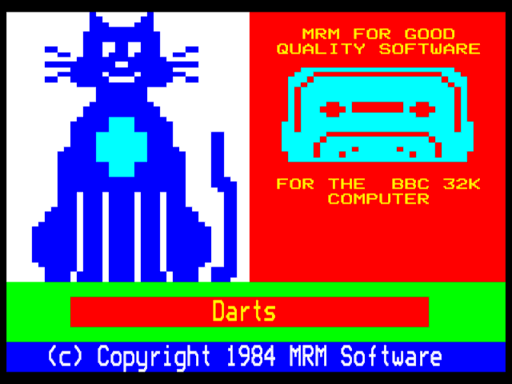 MRM FOR GOOD
QUALITY SOFTWARE
FOR THE  BBC 32K
COMPUTER
Darts
(c) Copyright 1984 MRM Software